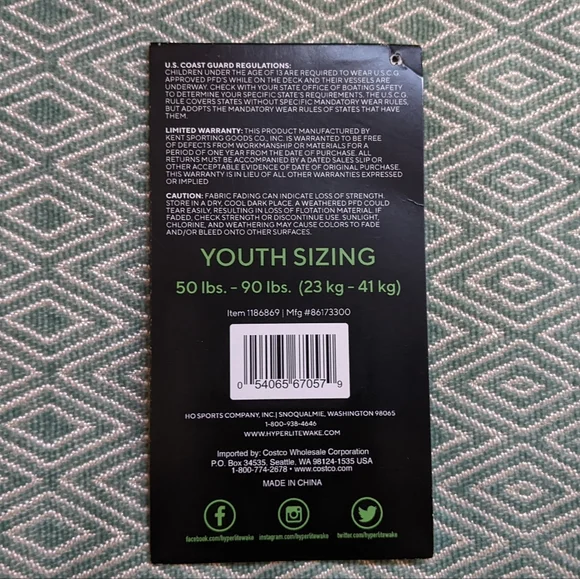 U.S. COAST GUARD REGULATIONS:
CHILDREN UNDER THE AGE OF 13 ARE REQUIRED TO WEAR U.S.C.G.
APPROVED PFD'S WHILE ON THE DECK AND THEIR VESSELS ARE
UNDERWAY. CHECK WITH YOUR STATE OFFICE OF BOATING SAFETY
TO DETERMINE YOUR SPECIFIC STATE'S REQUIREMENTS. THE U.S.C.G.
RULE COVERS STATES WITHOUT SPECIFIC MANDATORY WEAR RULES,
BUT ADOPTS THE MANDATORY WEAR RULES OF STATES THAT HAVE
THEM.
LIMITED WARRANTY: THIS PRODUCT MANUFACTURED BY
KENT SPORTING GOODS CO., INC. IS WARRANTED TO BE FREE
OF DEFECTS FROM WORKMANSHIP OR MATERIALS FOR A
PERIOD OF ONE YEAR FROM THE DATE OF PURCHASE. ALL
RETURNS MUST BE ACCOMPANIED BY A DATED SALES SLIP OR
OTHER ACCEPTABLE EVIDENCE OF DATE OF ORIGINAL PURCHASE.
THIS WARRANTY IS IN LIEU OF ALL OTHER WARRANTIES EXPRESSED
OR IMPLIED
CAUTION: FABRIC FADING CAN INDICATE LOSS OF STRENGTH.
STORE IN A DRY, COOL DARK PLACE. A WEATHERED PFD COULD
TEAR EASILY, RESULTING IN LOSS OF FLOTATION MATERIAL. IF
FADED, CHECK STRENGTH OR DISCONTINUE USE. SUNLIGHT,
CHLORINE, AND WEATHERING MAY CAUSE COLORS TO FADE
AND/OR BLEED ONTO OTHER SURFACES.
YOUTH SIZING
50 lbs. - 90 lbs. (23 kg - 41 kg)
Item 1186869 | Mfg #86173300
0 54065 67057 9
HO SPORTS COMPANY, INC. | SNOQUALMIE, WASHINGTON 98065
1-800-938-4646
WWW.HYPERLITEWAKE.COM
Imported by: Costco Wholesale Corporation
P.O. Box 34535, Seattle, WA 98124-1535 USA
1-800-774-2678 • www.costco.com
MADE IN CHINA
facebook.com/hyperlitewake instagram.com/hyperlitewake twitter.com/hyperlitewake